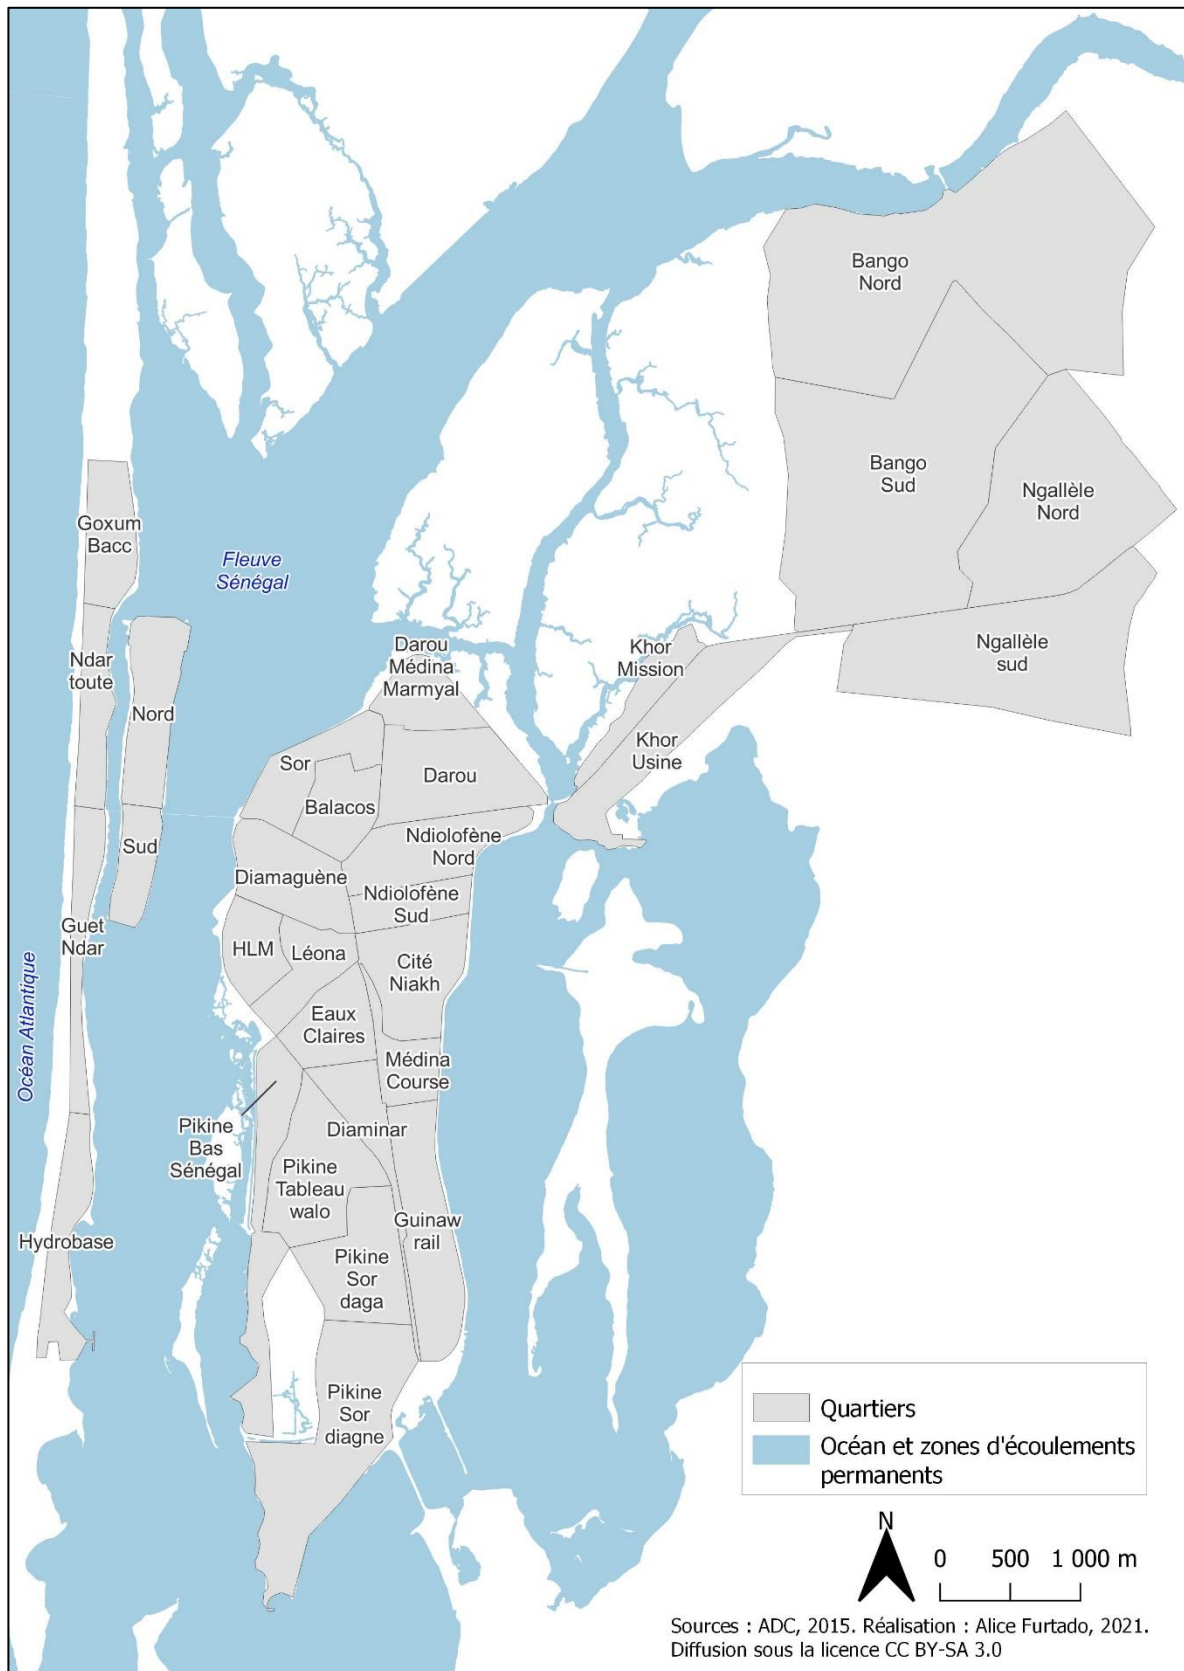 Bango
Nord
Bango
Sud
Ngallèle
Nord
Goxum
Bacc
Fleuve
Sénégal
Ndar
toute
Nord
Darou
Médina
Marmyal
Khor
Mission
Ngallèle
sud
Khor
Usine
Sor
Darou
Balacos
Sud
Ndiolofène
Nord
Diamaguène
Ndiolofène
Sud
Guet
Ndar
HLM
Léona
Cité
Niakh
Océan Atlantique
Eaux
Claires
Médina
Course
Pikine
Bas
Sénégal
Diaminar
Pikine
Tableau
walo
Guinaw
rail
Hydrobase
Pikine
Sor
daga
Pikine
Sor
diagne
Quartiers
Océan et zones d'écoulements
permanents
N
0 500 1 000 m
Sources : ADC, 2015. Réalisation : Alice Furtado, 2021.
Diffusion sous la licence CC BY-SA 3.0